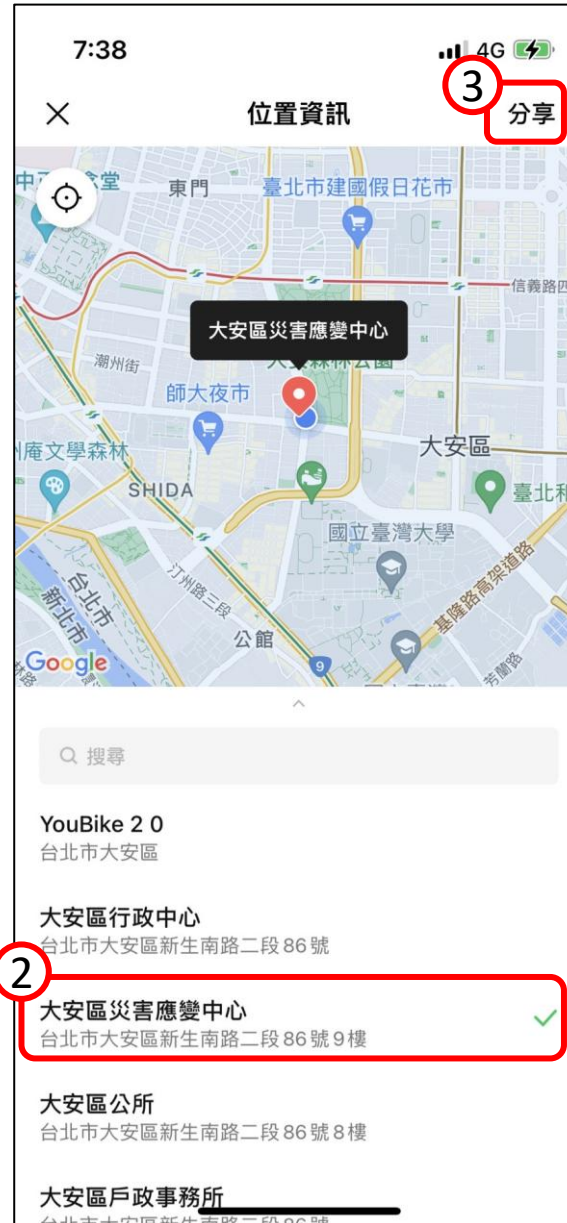 7:38
4G
3
位置資訊
分享
東門
臺北市建國假日花市
信義路四
大安區災害應變中心
潮州街
大安森林公園
師大夜市
大安區
州庵文學森林
SHIDA
臺北和
國立臺灣大學
汀州路三段
台北市
新北市
基隆路高架道路
公館
芳蘭路
9
Google
搜尋
YouBike 2 0
台北市大安區
大安區行政中心
台北市大安區新生南路二段86號
2
大安區災害應變中心
台北市大安區新生南路二段86號9樓
大安區公所
台北市大安區新生南路二段86號8樓
大安區戶政事務所